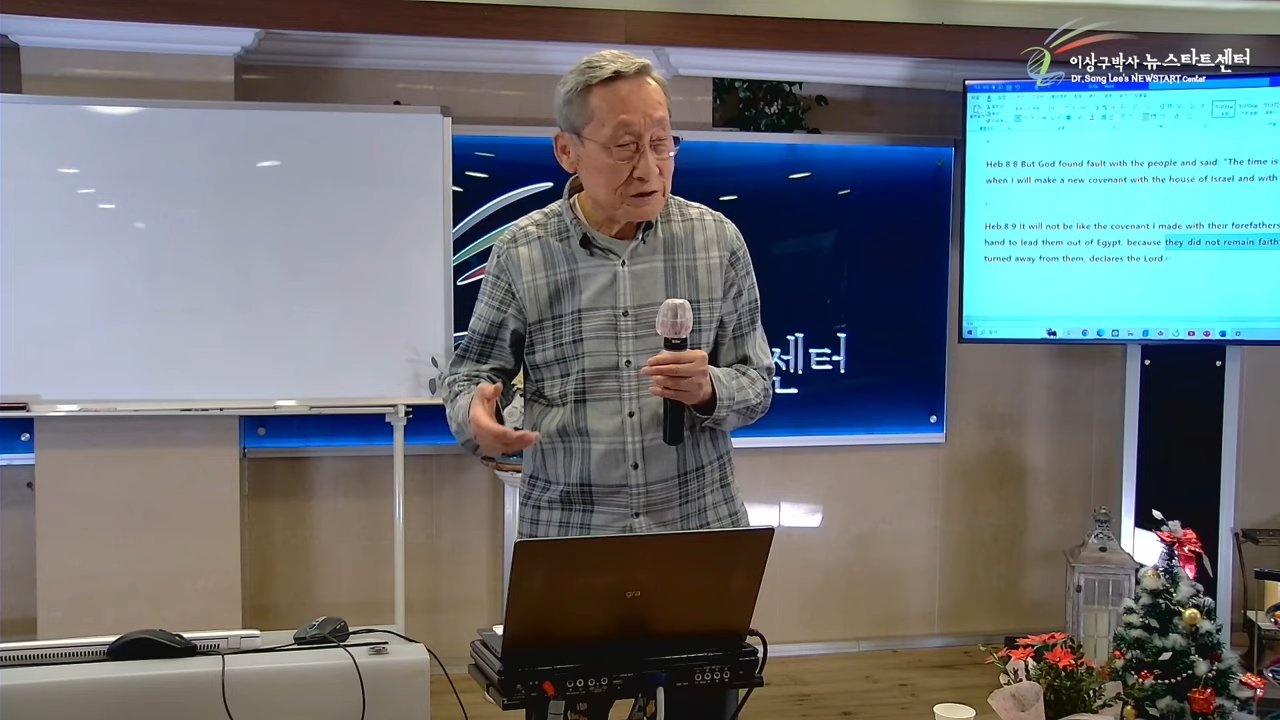 이상구박사 뉴스타트센터
Dr. Sang Lee's NEWSTART Center
Heb 8:8 But God found fault with the people and said: "The time is
when I will make a new covenant with the house of Israel and with
Heb.8:9 It will not be like the covenant I made with their forefathers
hand to lead them out of Egypt, because they did not remain faith
turned away from them, declares the Lord.
센터
gra